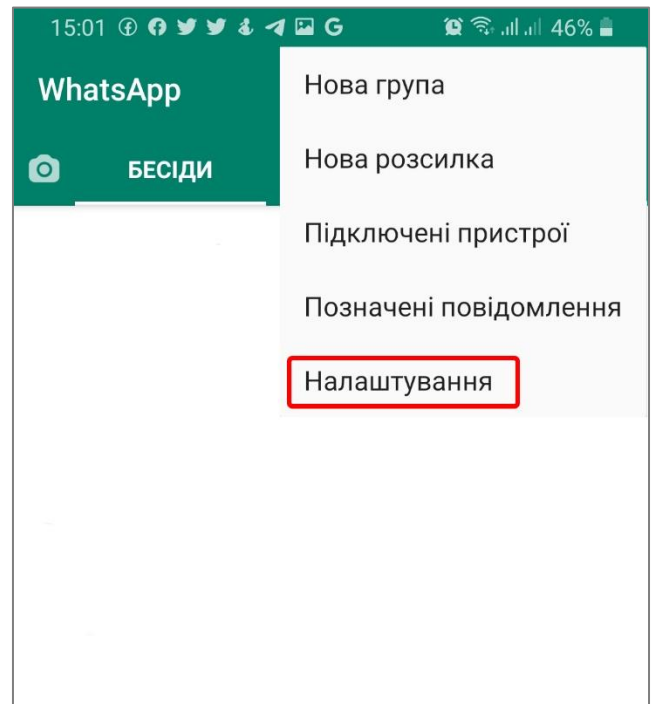 15:01 46%
WhatsApp
БЕСІДИ
Нова група
Нова розсилка
Підключені пристрої
Позначені повідомлення
Налаштування